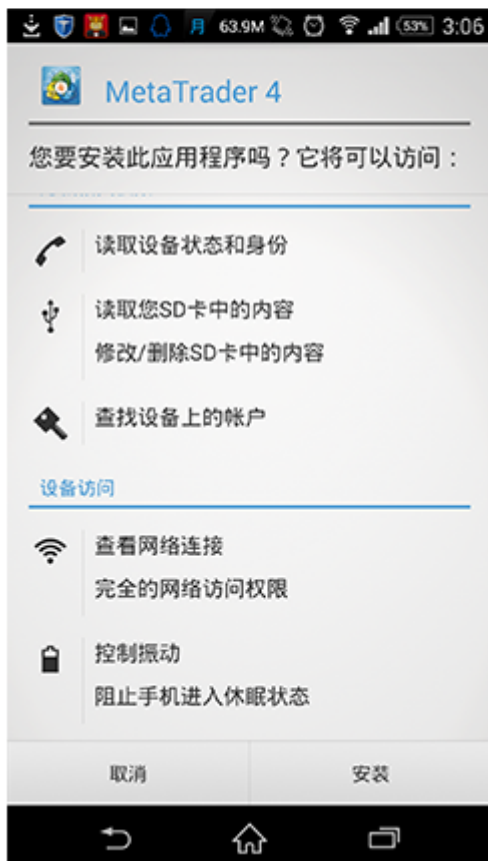 63.9M 53% 3:06
月
MetaTrader 4
您要安装此应用程序吗？它将可以访问：
读取设备状态和身份
读取您SD卡中的内容
修改/删除SD卡中的内容
查找设备上的帐户
设备访问
查看网络连接
完全的网络访问权限
控制振动
阻止手机进入休眠状态
取消 安装